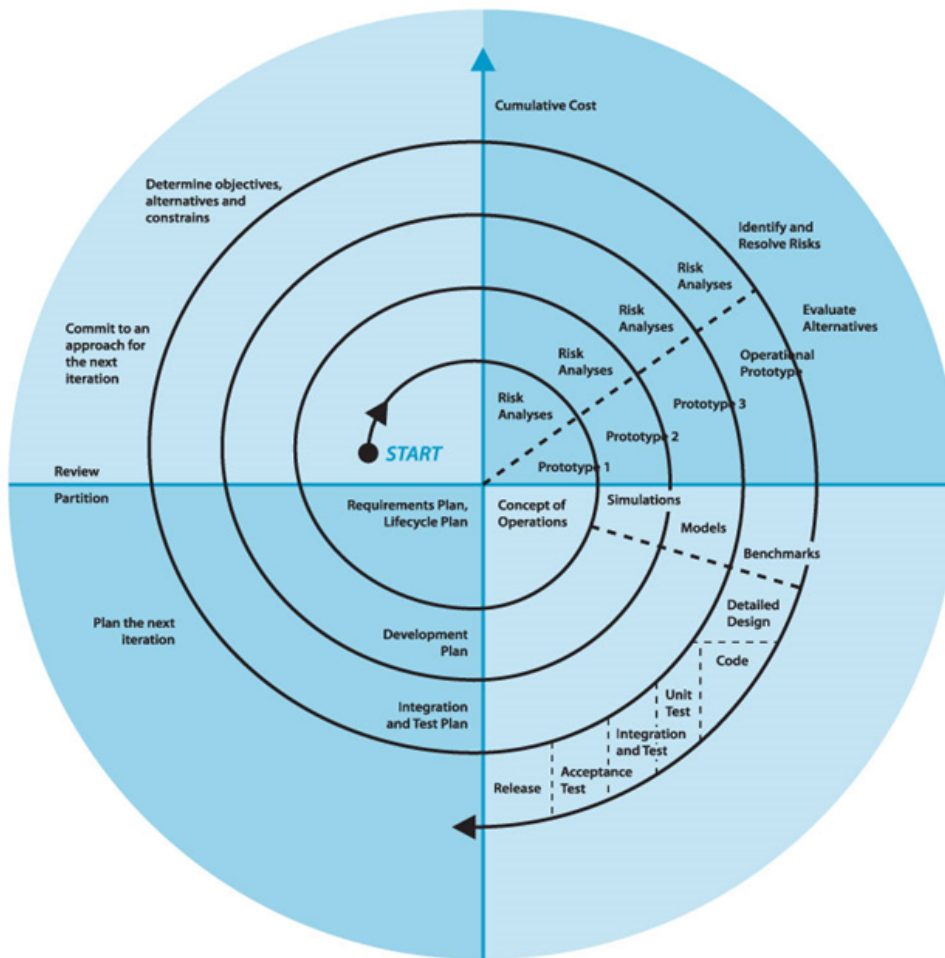 Cumulative Cost
Determine objectives,
alternatives and
constrains
Identify and
Resolve Risks
Risk
Analyses
Evaluate
Alternatives
Risk
Analyses
Commit to an
approach for
the next
iteration
Risk
Analyses
Operational
Prototype
Risk
Analyses
Prototype 3
START
Prototype 2
Prototype 1
Review
Partition
Requirements Plan,
Lifecycle Plan
Concept of
Operations
Simulations
Models
Benchmarks
Plan the next
iteration
Development
Plan
Detailed
Design
Code
Integration
and Test Plan
Unit
Test
Integration
and Test
Acceptance
Test
Release